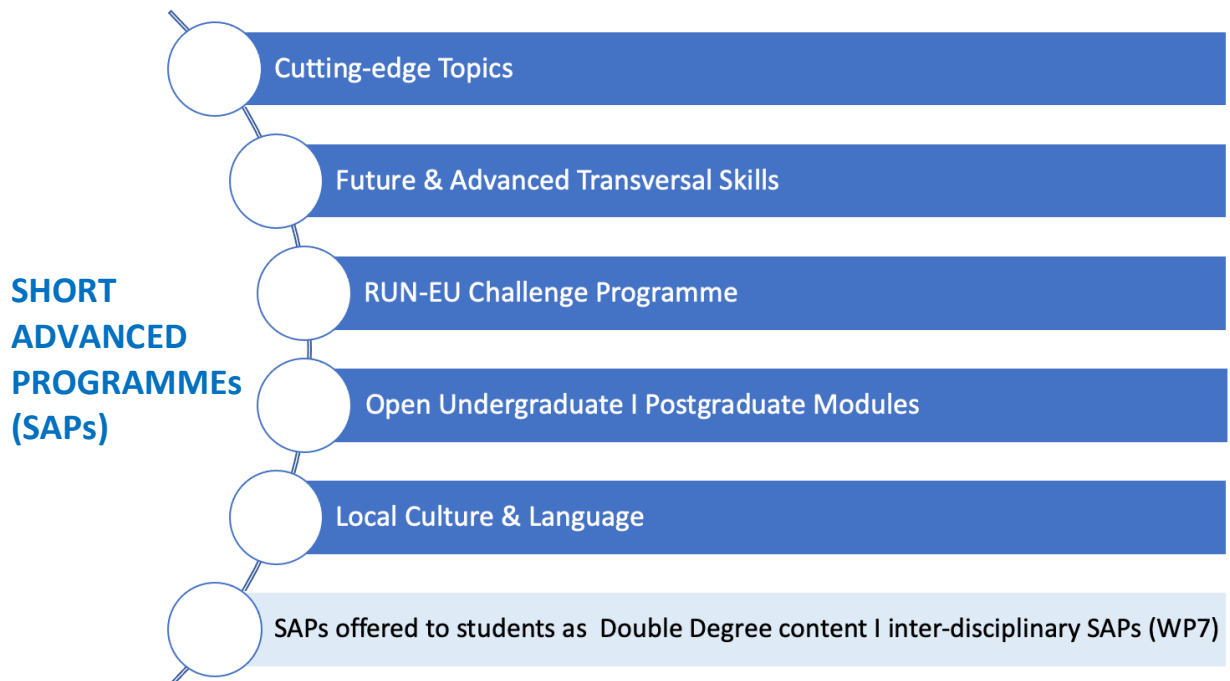 Cutting-edge Topics
Future & Advanced Transversal Skills
RUN-EU Challenge Programme
SHORT
ADVANCED
PROGRAMMEs
(SAPs)
Open Undergraduate I Postgraduate Modules
Local Culture & Language
SAPs offered to students as Double Degree content I inter-disciplinary SAPs (WP7)